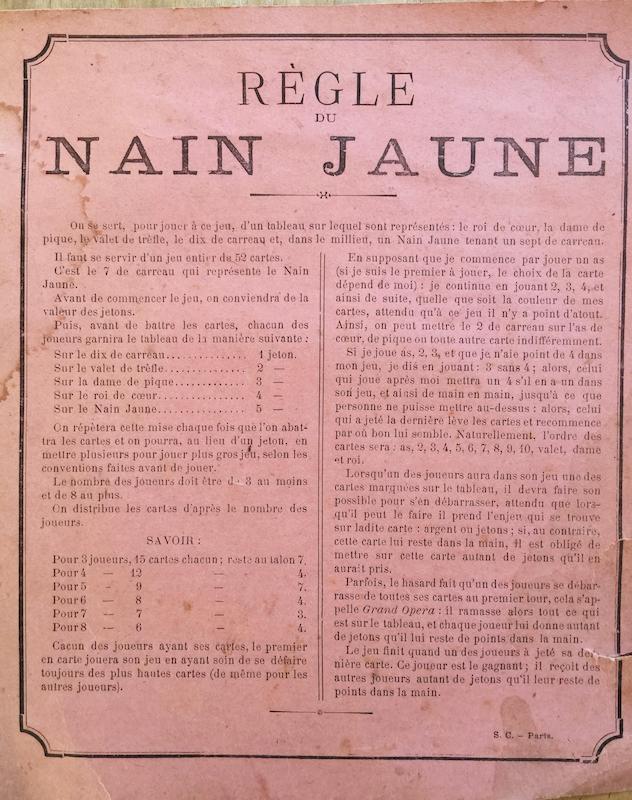 RÈGLE
DU
NAIN JAUNE
On se sert, pour jouer à ce jeu, d'un tableau sur lequel sont représentés : le roi de cœur, la dame de
pique, le valet de trèfle, le dix de carreau et, dans le millieu, un Nain Jaune tenant un sept de carreau.
Il faut se servir d'un jeu entier de 52 cartes.
C'est le 7 de carreau qui représente le Nain
Jaune.
Avant de commencer le jeu, on conviendra de la
valeur des jetons.
Puis, avant de battre les cartes, chacun des
joueurs garnira le tableau de la manière suivante :
Sur le dix de carreau.............. 1 jeton.
Sur le valet de trèfle............... 2 —
Sur la dame de pique............. 3 —
Sur le roi de cœur................. 4 —
Sur le Nain Jaune.................. 5 —
On répètera cette mise chaque fois que l'on abat-
tra les cartes et on pourra, au lieu d'un jeton, en
mettre plusieurs pour jouer plus gros jeu, selon les
conventions faites avant de jouer.
Le nombre des joueurs doit être de 3 au moins
et de 8 au plus.
On distribue les cartes d'après le nombre des
joueurs.
SAVOIR :
Pour 3 joueurs, 15 cartes chacun ; reste au talon 7.
Pour 4 — 12 — 4.
Pour 5 — 9 — 7.
Pour 6 — 8 — 4.
Pour 7 — 7 — 3.
Pour 8 — 6 — 4.
Cacun des joueurs ayant ses cartes, le premier
en carte jouera son jeu en ayant soin de se défaire
toujours des plus hautes cartes (de même pour les
autres joueurs).
En supposant que je commence par jouer un as
(si je suis le premier à jouer, le choix de la carte
dépend de moi) : je continue en jouant 2, 3, 4, et
ainsi de suite, quelle que soit la couleur de mes
cartes, attendu qu'à ce jeu il n'y a point d'atout.
Ainsi, on peut mettre le 2 de carreau sur l'as de
cœur, de pique ou toute autre carte indifféremment.
Si je joue as, 2, 3, et que je n'aie point de 4 dans
mon jeu, je dis en jouant : 3 sans 4 ; alors, celui
qui joue après moi mettra un 4 s'il en a un dans
son jeu, et ainsi de main en main, jusqu'à ce que
personne ne puisse mettre au-dessus : alors, celui
qui a jeté la dernière lève les cartes et recommence
par où bon lui semble. Naturellement, l'ordre des
cartes sera : as, 2, 3, 4, 5, 6, 7, 8, 9, 10, valet, dame
et roi.
Lorsqu'un des joueurs aura dans son jeu une des
cartes marquées sur le tableau, il devra faire son
possible pour s'en débarrasser, attendu que lors-
qu'il peut le faire il prend l'enjeu qui se trouve
sur ladite carte : argent ou jetons ; si, au contraire,
cette carte lui reste dans la main, il est obligé de
mettre sur cette carte autant de jetons qu'il en
aurait pris.
Parfois, le hasard fait qu'un des joueurs se débar-
rasse de toutes ses cartes au premier tour, cela s'ap-
pelle Grand Opera : il ramasse alors tout ce qui
est sur le tableau, et chaque joueur lui donne autant
de jetons qu'il lui reste de points dans la main.
Le jeu finit quand un des joueurs à jeté sa der-
nière carte. Ce joueur est le gagnant ; il reçoit des
autres joueurs autant de jetons qu'il leur reste de
points dans la main.
S. C. – Paris.